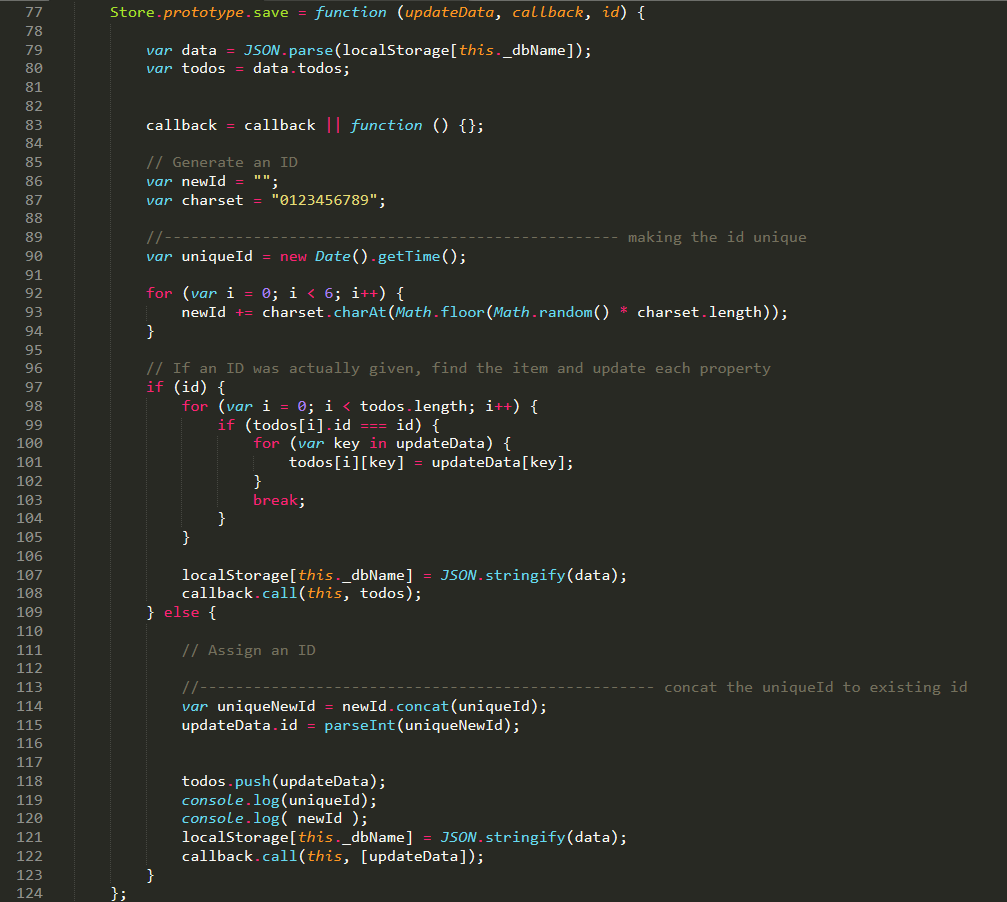 77 Store.prototype.save = function (updateData, callback, id) {
78
79 var data = JSON.parse(localStorage[this._dbName]);
80 var todos = data.todos;
81
82
83 callback = callback || function () {};
84
85 // Generate an ID
86 var newId = "";
87 var charset = "0123456789";
88
89 //--------------------------------------------------- making the id unique
90 var uniqueId = new Date().getTime();
91
92 for (var i = 0; i < 6; i++) {
93 newId += charset.charAt(Math.floor(Math.random() * charset.length));
94 }
95
96 // If an ID was actually given, find the item and update each property
97 if (id) {
98 for (var i = 0; i < todos.length; i++) {
99 if (todos[i].id === id) {
100 for (var key in updateData) {
101 todos[i][key] = updateData[key];
102 }
103 break;
104 }
105 }
106
107 localStorage[this._dbName] = JSON.stringify(data);
108 callback.call(this, todos);
109 } else {
110
111 // Assign an ID
112
113 //--------------------------------------------------- concat the uniqueId to existing id
114 var uniqueNewId = newId.concat(uniqueId);
115 updateData.id = parseInt(uniqueNewId);
116
117
118 todos.push(updateData);
119 console.log(uniqueId);
120 console.log( newId );
121 localStorage[this._dbName] = JSON.stringify(data);
122 callback.call(this, [updateData]);
123 }
124 };